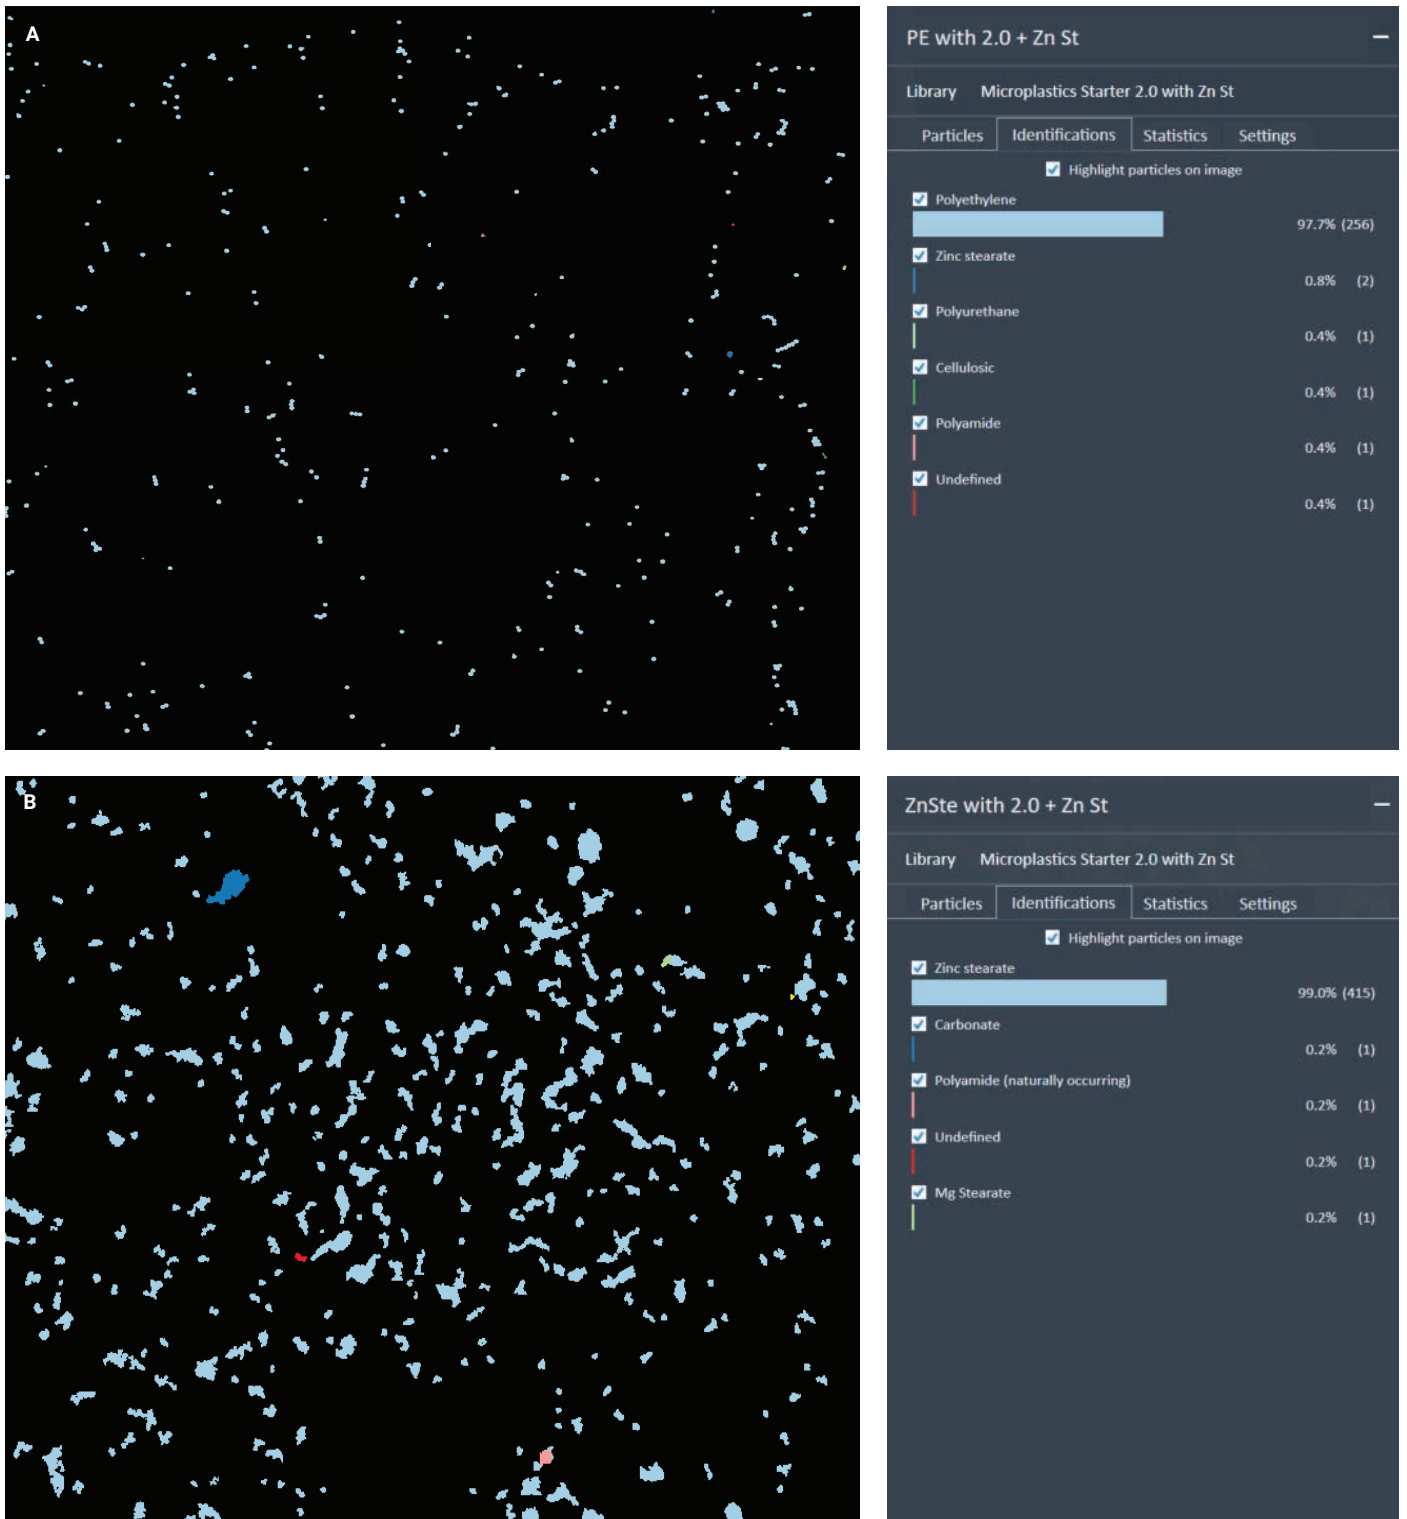 A
PE with 2.0 + Zn St
Library Microplastics Starter 2.0 with Zn St
Particles Identifications Statistics Settings
Highlight particles on image
Polyethylene
97.7% (256)
Zinc stearate
0.8% (2)
Polyurethane
0.4% (1)
Cellulosic
0.4% (1)
Polyamide
0.4% (1)
Undefined
0.4% (1)
B
ZnSte with 2.0 + Zn St
Library Microplastics Starter 2.0 with Zn St
Particles Identifications Statistics Settings
Highlight particles on image
Zinc stearate
99.0% (415)
Carbonate
0.2% (1)
Polyamide (naturally occurring)
0.2% (1)
Undefined
0.2% (1)
Mg Stearate
0.2% (1)